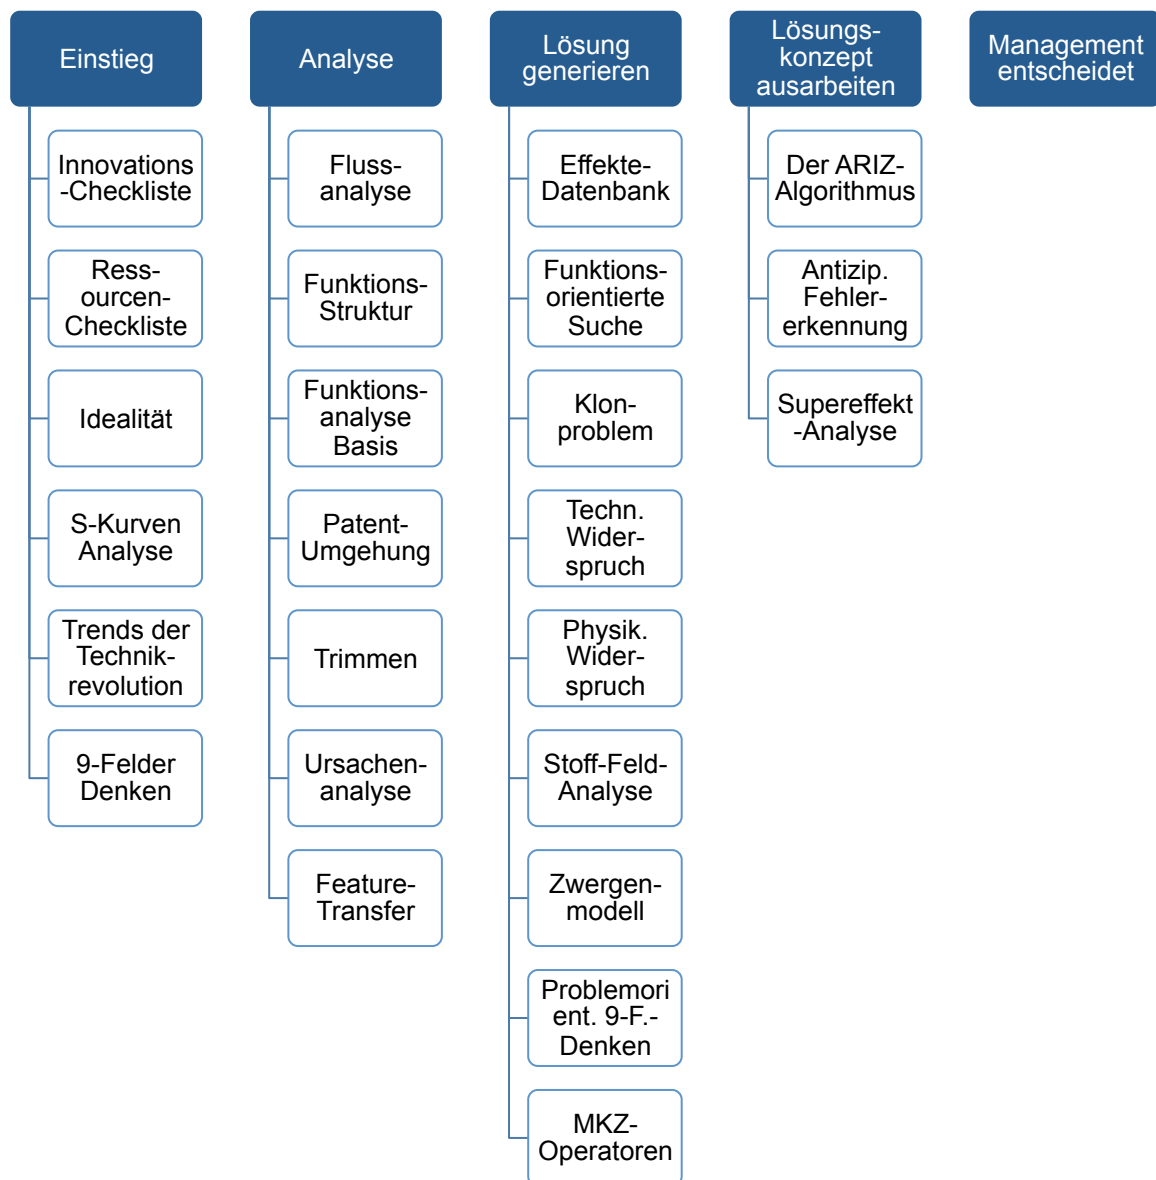 Einstieg
Innovations
-Checkliste
Ress-
ourcen-
Checkliste
Idealität
S-Kurven
Analyse
Trends der
Technik-
revolution
9-Felder
Denken
Analyse
Fluss-
analyse
Funktions-
Struktur
Funktions-
analyse
Basis
Patent-
Umgehung
Trimmen
Ursachen-
analyse
Feature-
Transfer
Lösung
generieren
Effekte-
Datenbank
Funktions-
orientierte
Suche
Klon-
problem
Techn.
Wider-
spruch
Physik.
Wider-
spruch
Stoff-Feld-
Analyse
Zwergen-
modell
Problemori
ent. 9-F.-
Denken
MKZ-
Operatoren
Lösungs-
konzept
ausarbeiten
Der ARIZ-
Algorithmus
Antizip.
Fehler-
erkennung
Supereffekt
-Analyse
Management
entscheidet